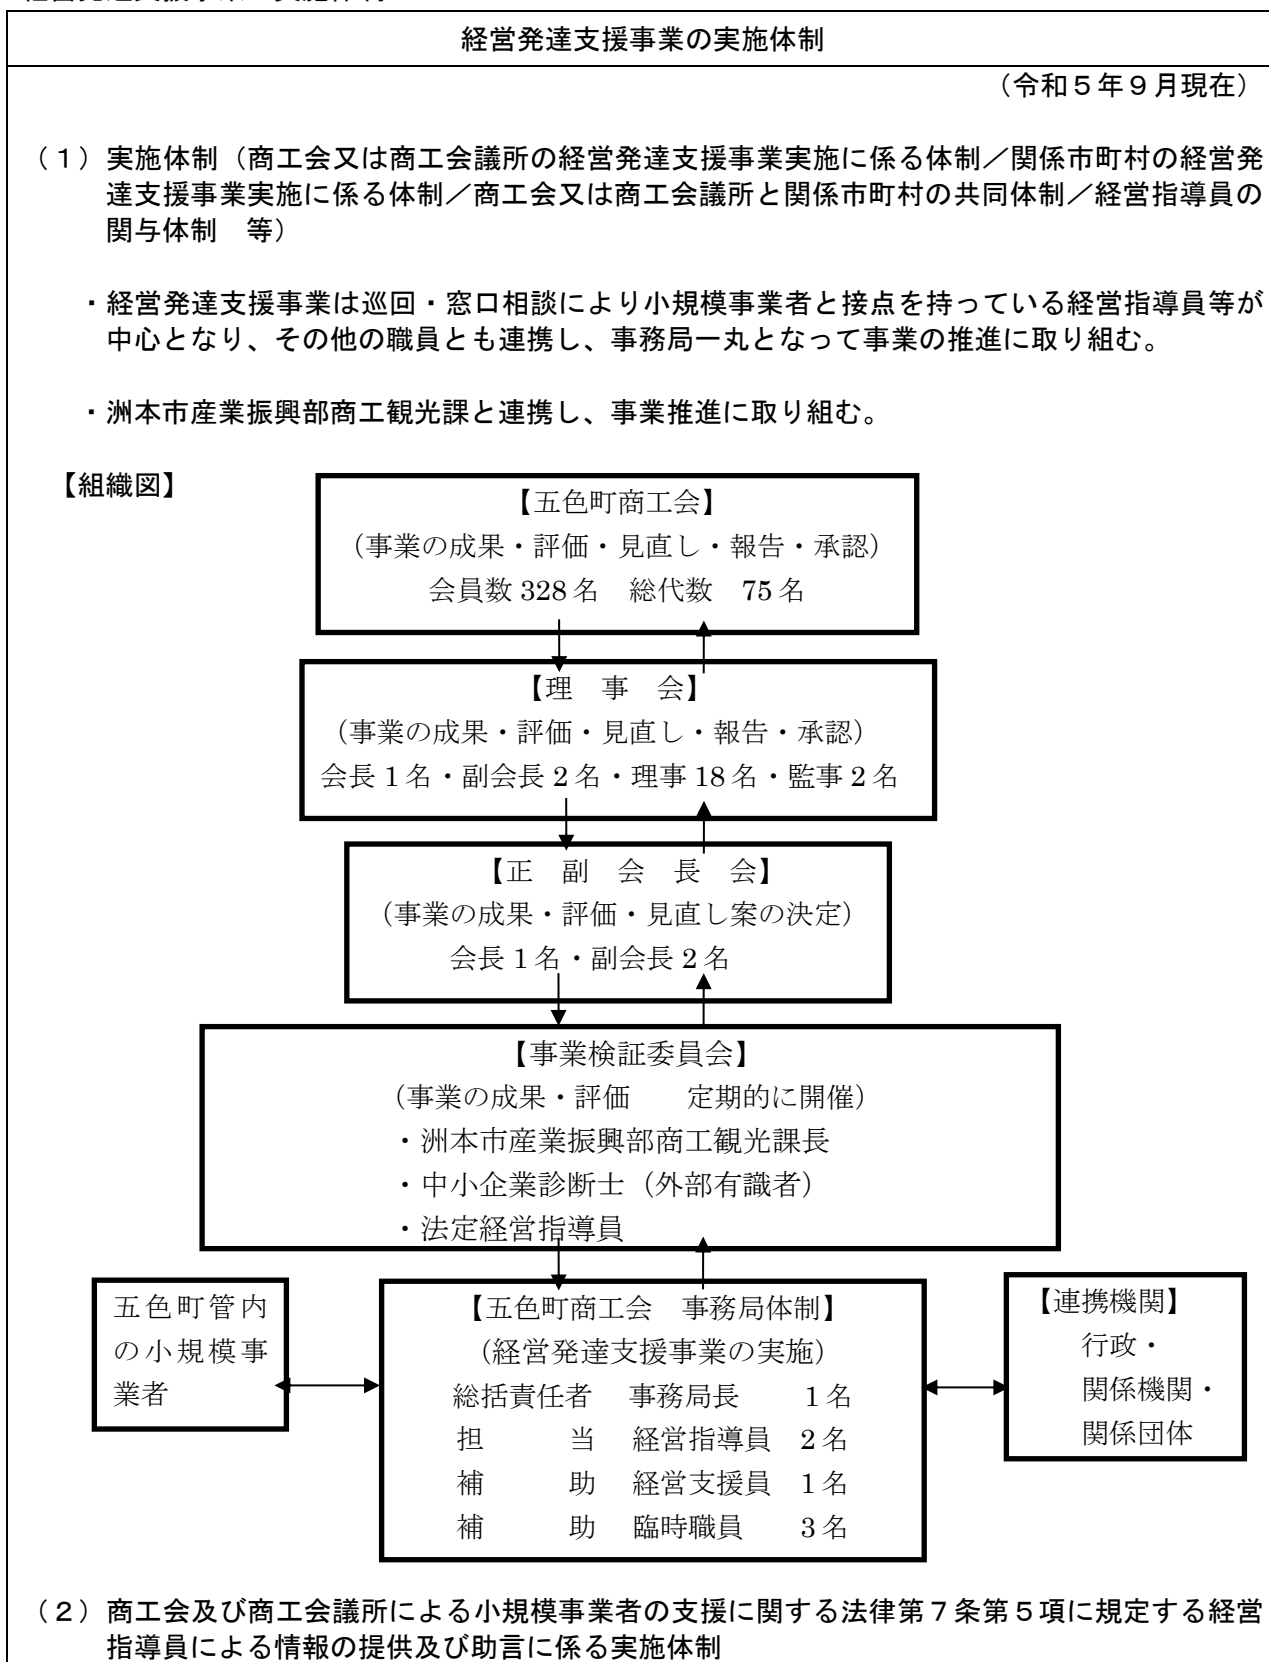 経営発達支援事業の実施体制
（令和５年９月現在）
（１）実施体制（商工会又は商工会議所の経営発達支援事業実施に係る体制／関係市町村の経営発
達支援事業実施に係る体制／商工会又は商工会議所と関係市町村の共同体制／経営指導員の
関与体制　等）
・経営発達支援事業は巡回・窓口相談により小規模事業者と接点を持っている経営指導員等が
中心となり、その他の職員とも連携し、事務局一丸となって事業の推進に取り組む。
・洲本市産業振興部商工観光課と連携し、事業推進に取り組む。
【組織図】
【五色町商工会】
（事業の成果・評価・見直し・報告・承認）
会員数 328 名　総代数　75 名
【理　事　会】
（事業の成果・評価・見直し・報告・承認）
会長 1 名・副会長 2 名・理事 18 名・監事 2 名
【正　副　会　長　会】
（事業の成果・評価・見直し案の決定）
会長 1 名・副会長 2 名
【事業検証委員会】
（事業の成果・評価　　定期的に開催）
・洲本市産業振興部商工観光課長
・中小企業診断士（外部有識者）
・法定経営指導員
五色町管内
の小規模事
業者
【五色町商工会　事務局体制】
（経営発達支援事業の実施）
総括責任者　事務局長　　1 名
担　　　当　経営指導員　2 名
補　　　助　経営支援員　1 名
補　　　助　臨時職員　　3 名
【連携機関】
行政・
関係機関・
関係団体
（２）商工会及び商工会議所による小規模事業者の支援に関する法律第７条第５項に規定する経営
指導員による情報の提供及び助言に係る実施体制